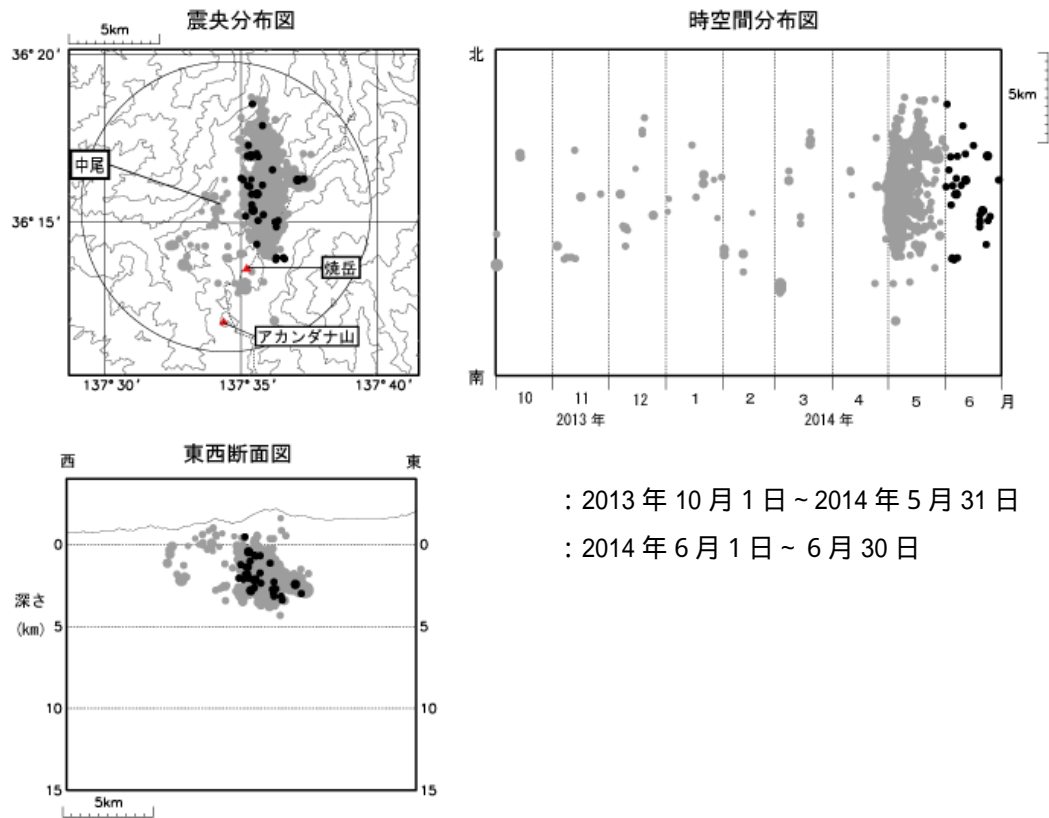 震央分布図
5km
36° 20′
中尾
36° 15′
焼岳
アカンダナ山
137° 30′ 137° 35′ 137° 40′
時空間分布図
北
5km
南
10 11 12 1 2 3 4 5 6 月
2013 年 2014 年
東西断面図
西 東
0 0
深さ
(km) 5 5
10 10
15 15
5km
: 2013 年 10 月 1 日 ~ 2014 年 5 月 31 日
: 2014 年 6 月 1 日 ~ 6 月 30 日